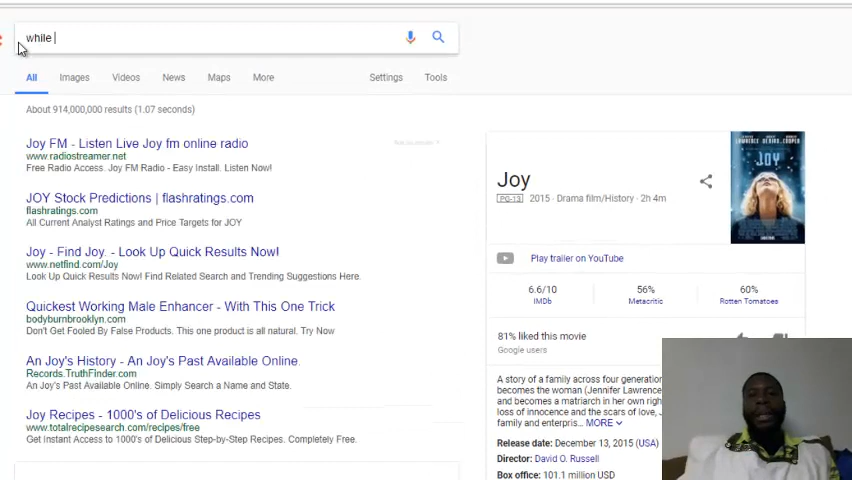 while
All Images Videos News Maps More Settings Tools
About 914,000,000 results (1.07 seconds)
Joy FM - Listen Live Joy fm online radio
www.radiostreamer.net
Free Radio Access. Joy FM Radio - Easy Install. Listen Now!
JOY Stock Predictions | flashratings.com
flashratings.com
All Current Analyst Ratings and Price Targets for JOY
Joy - Find Joy. - Look Up Quick Results Now!
www.netfind.com/Joy
Look Up Quick Results Now! Find Related Search and Trending Suggestions Here.
Quickest Working Male Enhancer - With This One Trick
bodyburnbrooklyn.com
Don't Get Fooled By False Products. This one product is all natural. Try Now
An Joy's History - An Joy's Past Available Online.
Records.TruthFinder.com
An Joy's Past Available Online. Simply Search a Name and State.
Joy Recipes - 1000's of Delicious Recipes
www.totalrecipesearch.com/recipes/free
Get Instant Access to 1000's of Delicious Step-by-Step Recipes. Completely Free.
Joy
PG-13 2015 · Drama film/History · 2h 4m
JOY
Play trailer on YouTube
6.6/10 56% 60%
IMDb Metacritic Rotten Tomatoes
81% liked this movie
Google users
A story of a family across four generation
becomes the woman (Jennifer Lawrence
and becomes a matriarch in her own righ
loss of innocence and the scars of love, J
family and enterpris... MORE
Release date: December 13, 2015 (USA)
Director: David O. Russell
Box office: 101.1 million USD